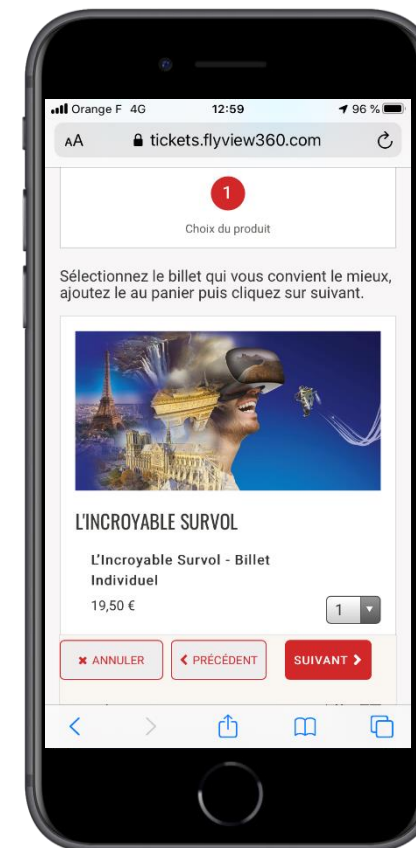 Orange F 4G 12:59 96 %
AA tickets.flyview360.com
1
Choix du produit
Sélectionnez le billet qui vous convient le mieux,
ajoutez le au panier puis cliquez sur suivant.
L'INCROYABLE SURVOL
L'Incroyable Survol - Billet
Individuel
19,50 €
1
ANNULER PRÉCÉDENT SUIVANT